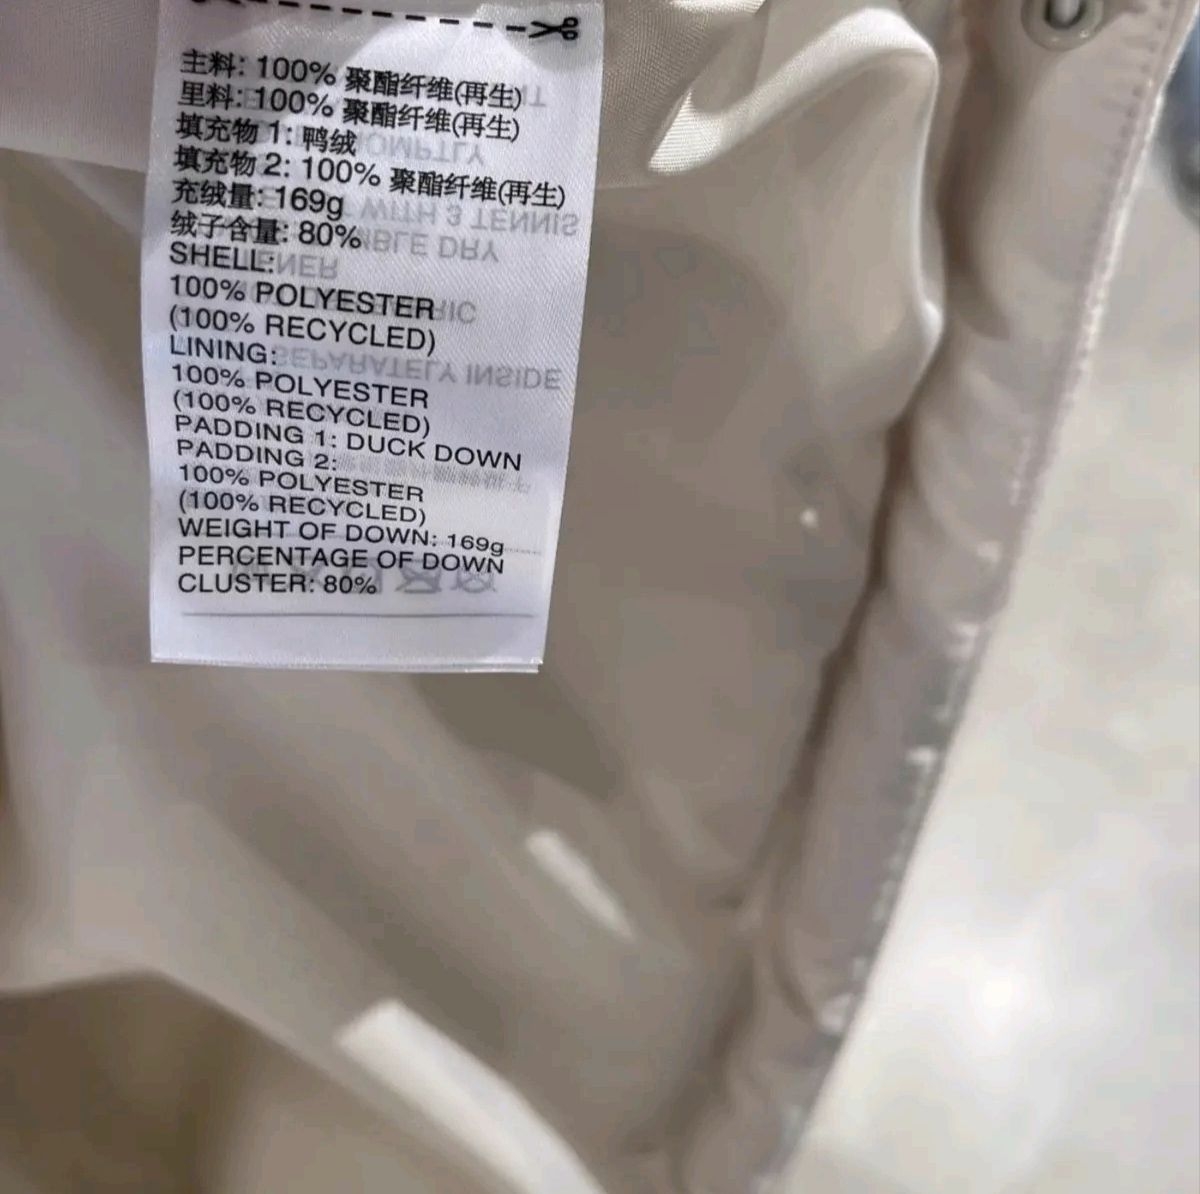 主料: 100% 聚酯纤维(再生)
里料: 100% 聚酯纤维(再生)
填充物 1: 鸭绒
填充物 2: 100% 聚酯纤维(再生)
充绒量: 169g
绒子含量: 80%
SHELL:
100% POLYESTER
(100% RECYCLED)
LINING:
100% POLYESTER
(100% RECYCLED)
PADDING 1: DUCK DOWN
PADDING 2:
100% POLYESTER
(100% RECYCLED)
WEIGHT OF DOWN: 169g
PERCENTAGE OF DOWN
CLUSTER: 80%